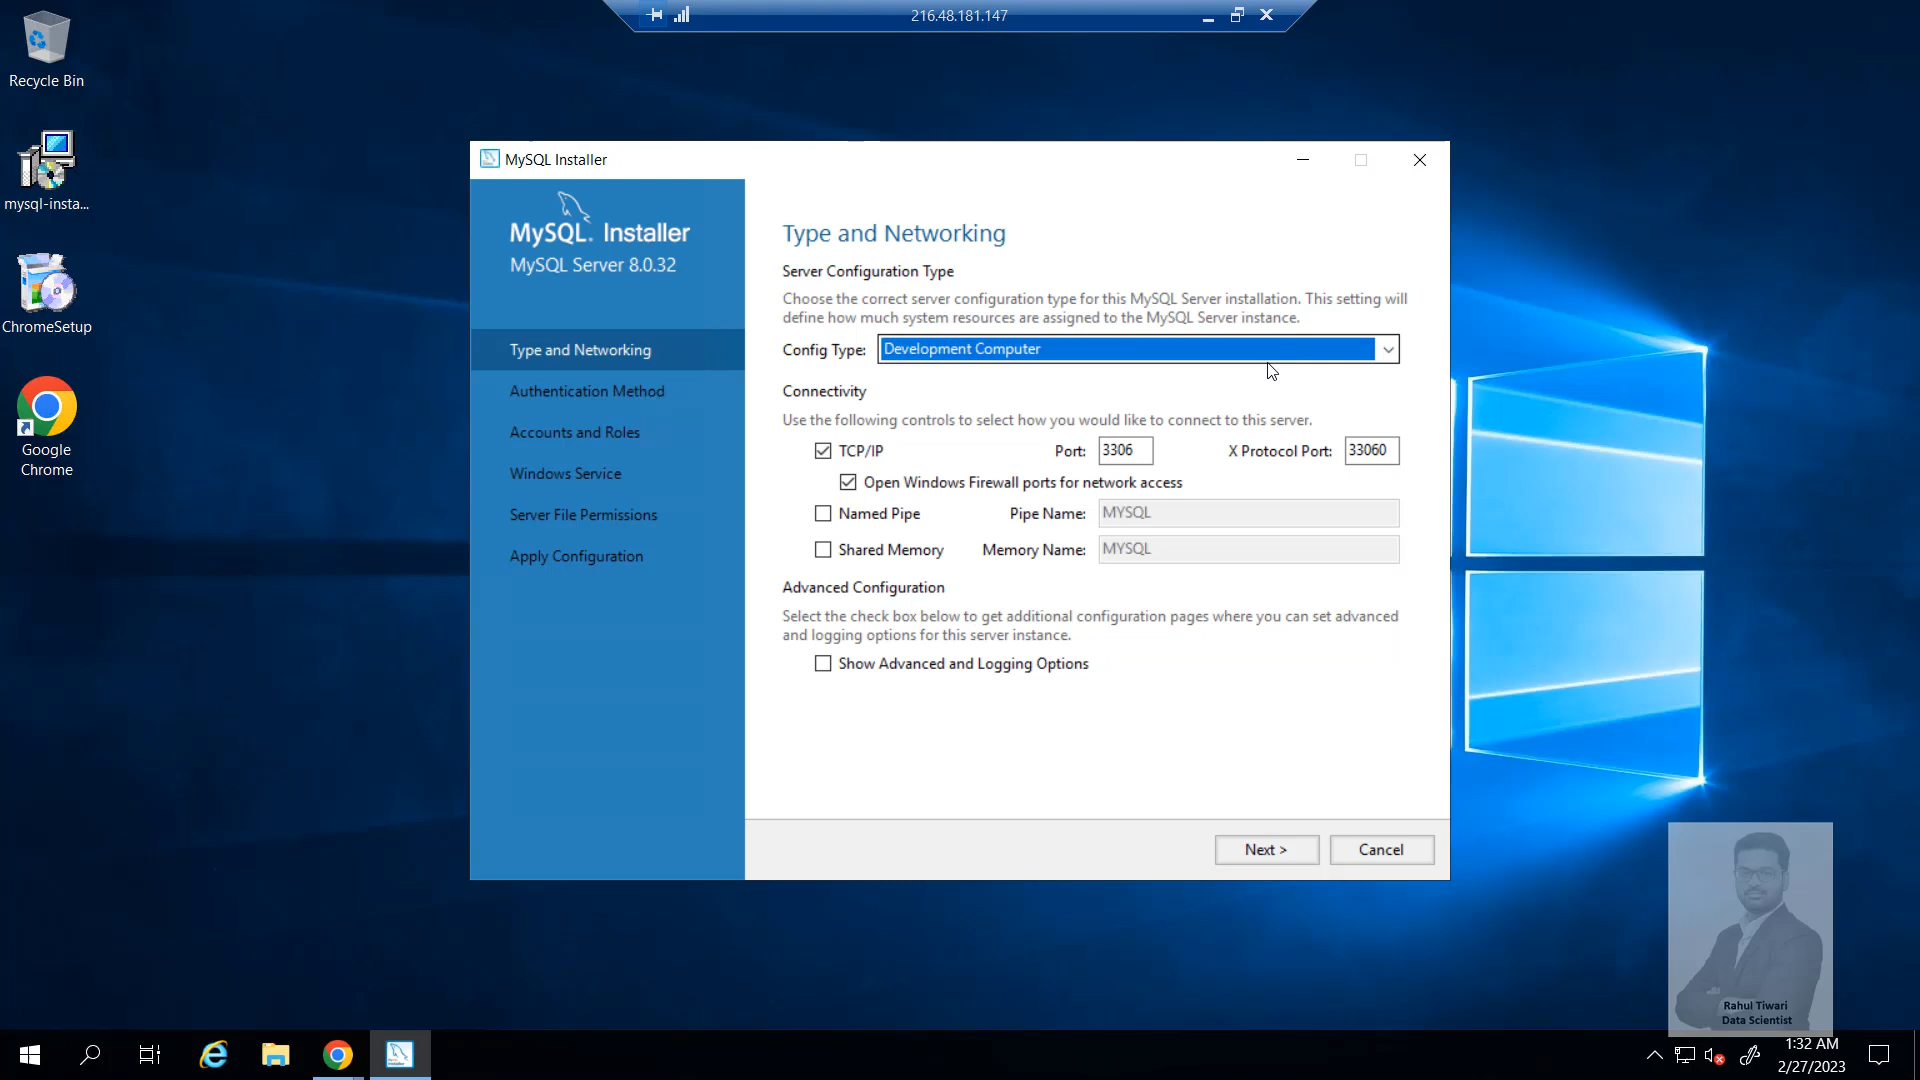 216.48.181.147
Recycle Bin
mysql-insta...
ChromeSetup
Google
Chrome
MySQL Installer
MySQL. Installer
MySQL Server 8.0.32
Type and Networking
Authentication Method
Accounts and Roles
Windows Service
Server File Permissions
Apply Configuration
Type and Networking
Server Configuration Type
Choose the correct server configuration type for this MySQL Server installation. This setting will
define how much system resources are assigned to the MySQL Server instance.
Config Type: Development Computer
Connectivity
Use the following controls to select how you would like to connect to this server.
TCP/IP Port: 3306 X Protocol Port: 33060
Open Windows Firewall ports for network access
Named Pipe Pipe Name: MYSQL
Shared Memory Memory Name: MYSQL
Advanced Configuration
Select the check box below to get additional configuration pages where you can set advanced
and logging options for this server instance.
Show Advanced and Logging Options
Next > Cancel
Rahul Tiwari
Data Scientist
1:32 AM
2/27/2023